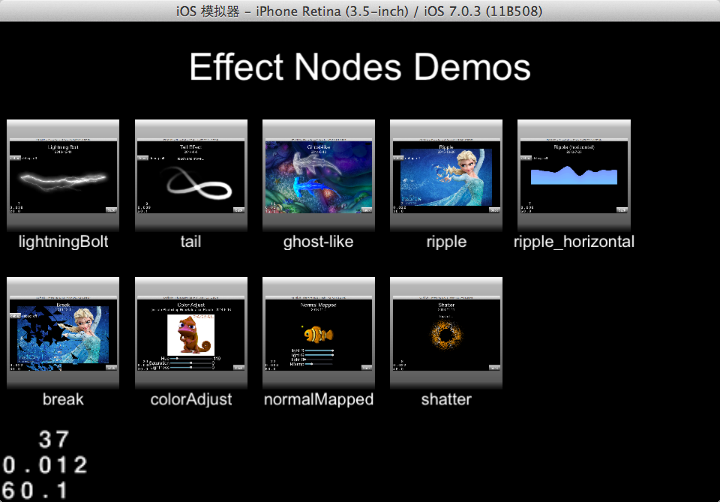 iOS 模拟器 – iPhone Retina (3.5-inch) / iOS 7.0.3 (11B508)
Effect Nodes Demos
Lightning Bolt
Tail Effect
Ghost-like
Ripple
Ripple (horizontal)
lightningBolt
tail
ghost-like
ripple
ripple_horizontal
Break
ColorAdjust
Normal Mapped
Shatter
break
colorAdjust
normalMapped
shatter
37
0.012
60.1